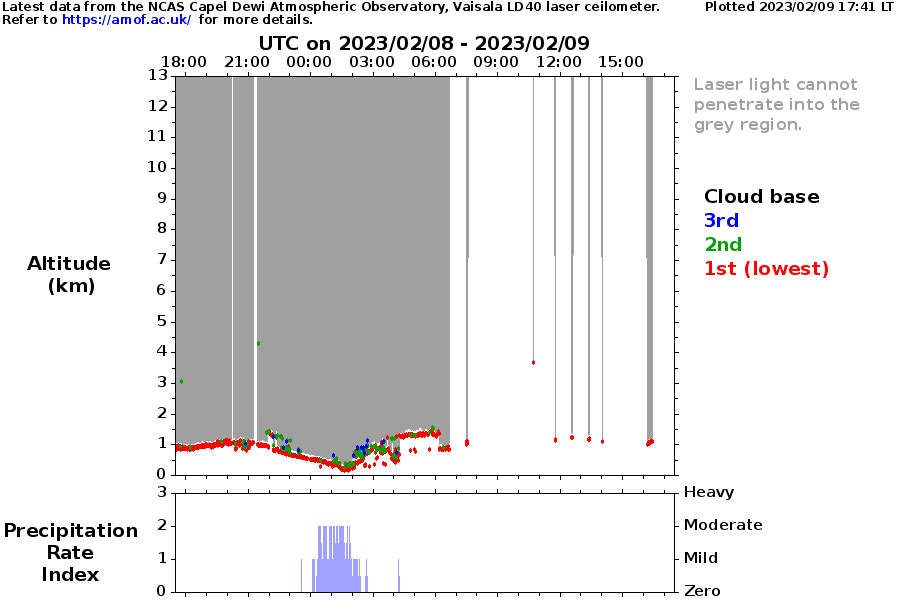 Latest data from the NCAS Capel Dewi Atmospheric Observatory, Vaisala LD40 laser ceilometer. Plotted 2023/02/09 17:41 LT
Refer to https://amof.ac.uk/ for more details.
UTC on 2023/02/08 - 2023/02/09
18:00 21:00 00:00 03:00 06:00 09:00 12:00 15:00
13
12
11
10
9
8
7
6
5
4
3
2
1
0
Altitude
(km)
Laser light cannot
penetrate into the
grey region.
Cloud base
3rd
2nd
1st (lowest)
3 Heavy
2 Moderate
1 Mild
0 Zero
Precipitation
Rate
Index